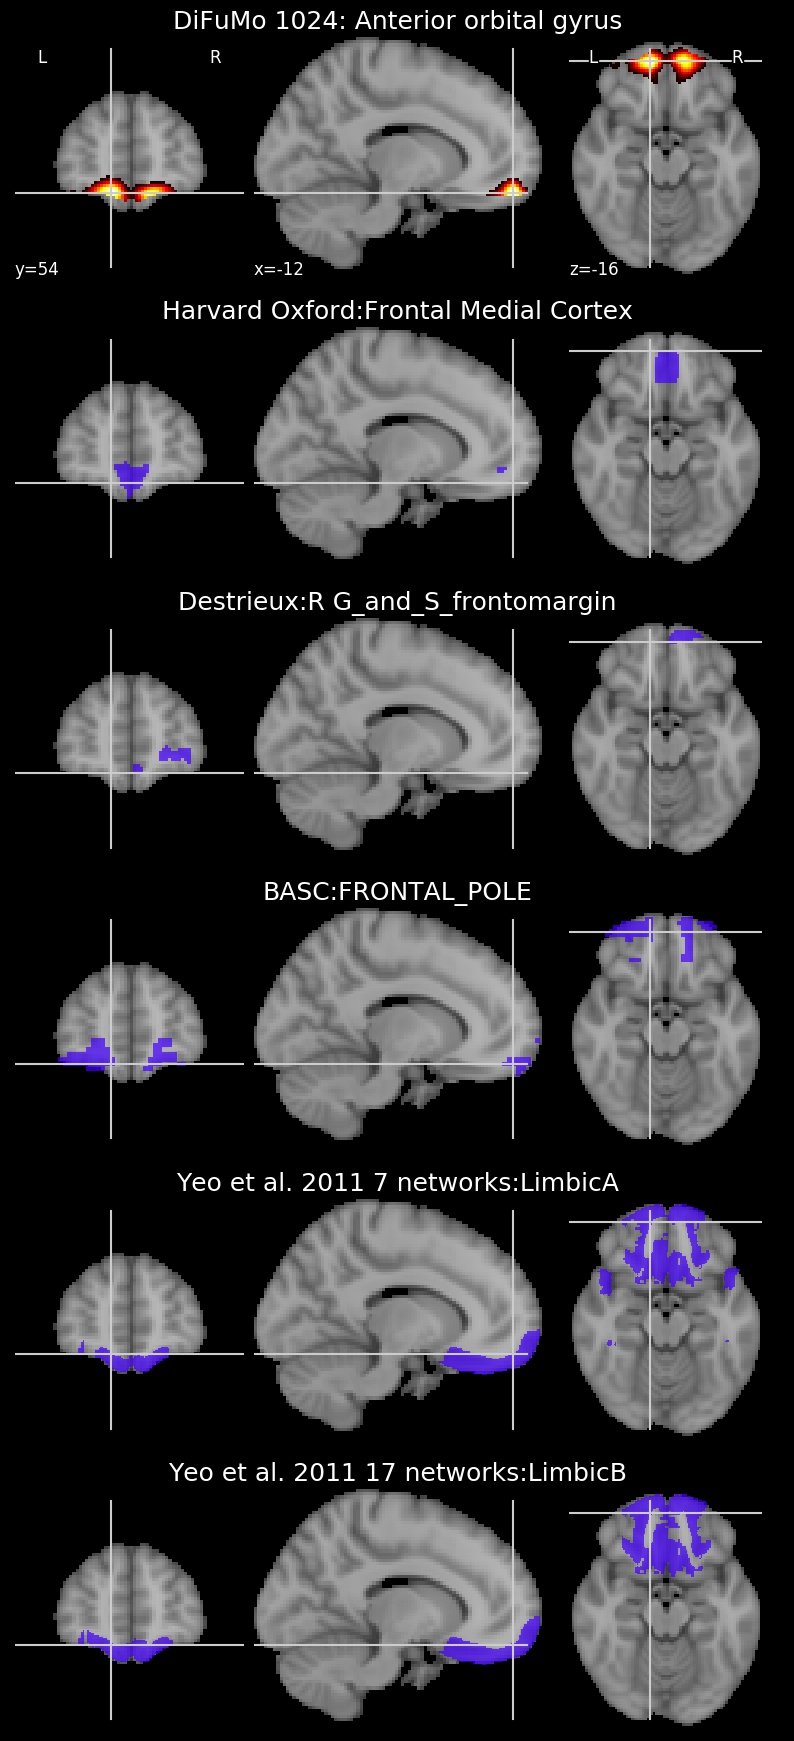 DiFuMo 1024: Anterior orbital gyrus
L R L R
y=54 x=-12 z=-16
Harvard Oxford:Frontal Medial Cortex
Destrieux:R G_and_S_frontomargin
BASC:FRONTAL_POLE
Yeo et al. 2011 7 networks:LimbicA
Yeo et al. 2011 17 networks:LimbicB